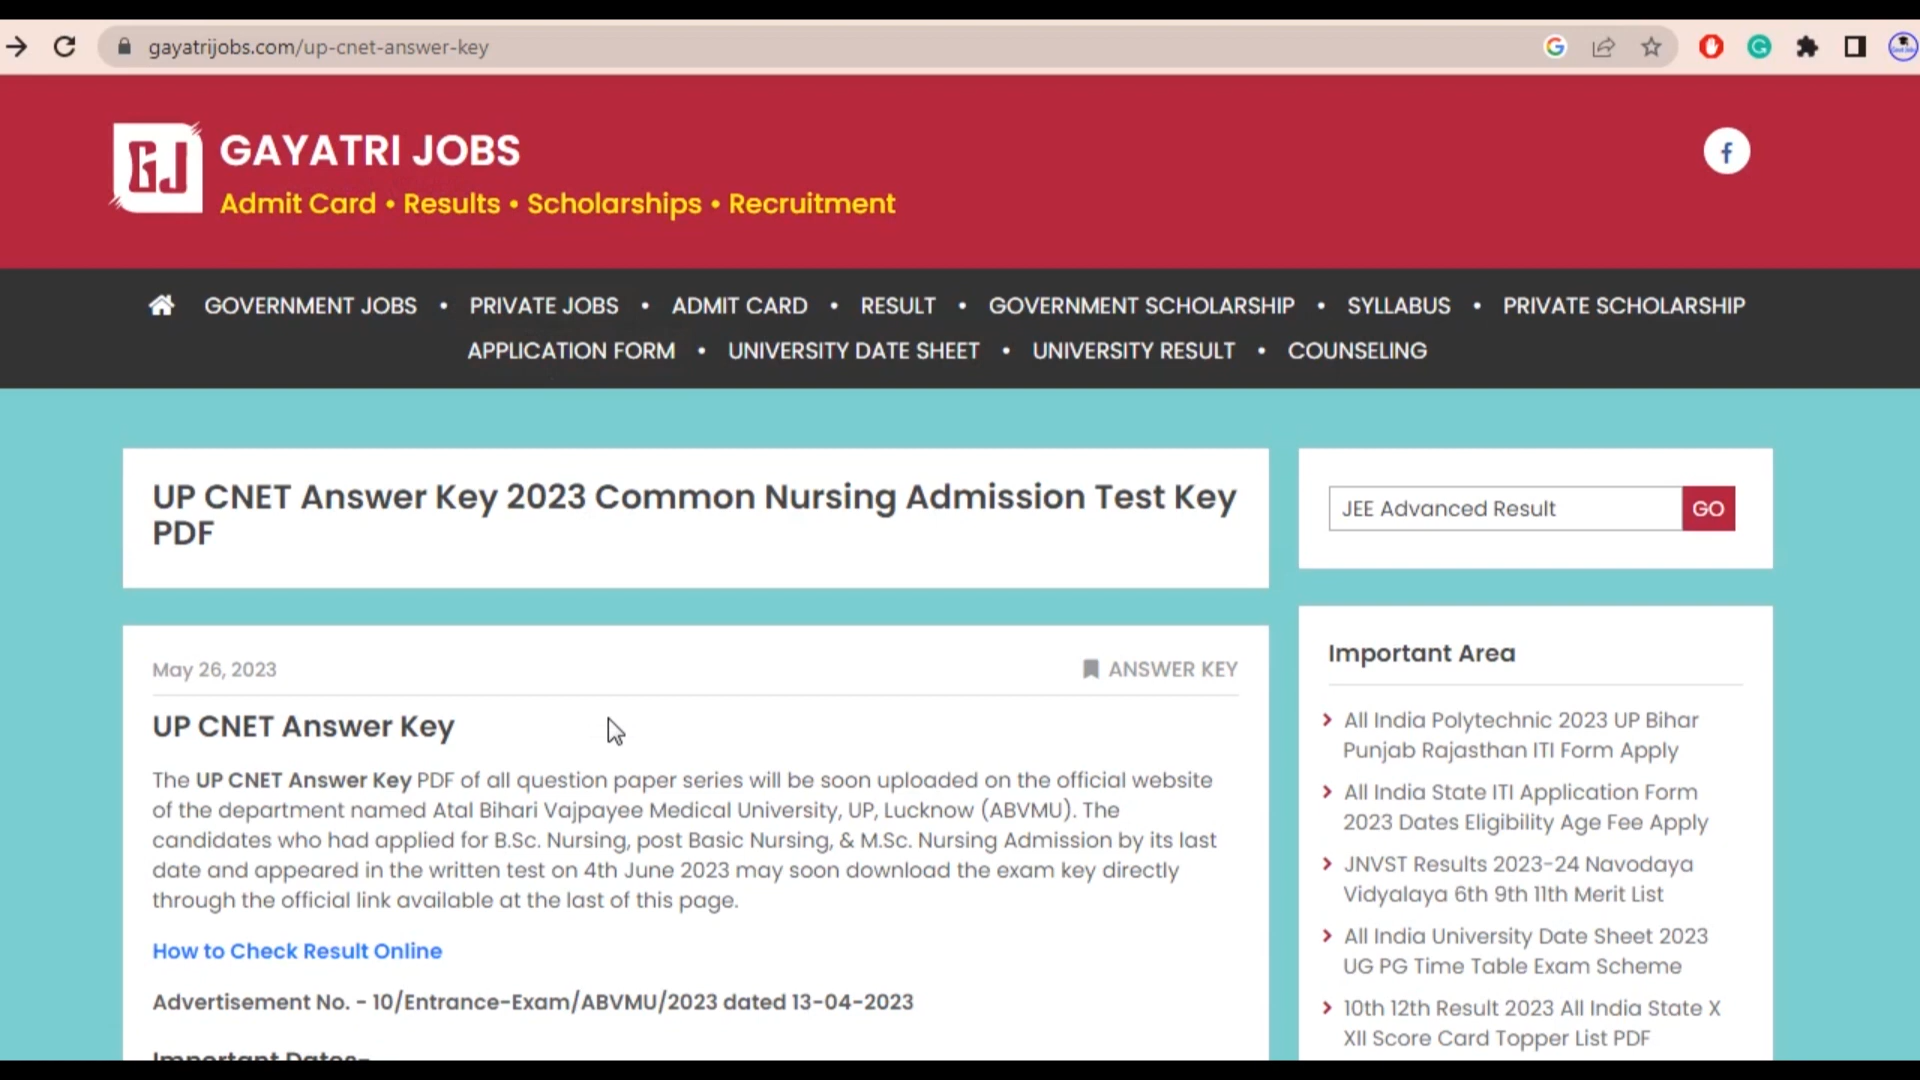 gayatrijobs.com/up-cnet-answer-key
GJ
GAYATRI JOBS
Admit Card • Results • Scholarships • Recruitment
GOVERNMENT JOBS • PRIVATE JOBS • ADMIT CARD • RESULT • GOVERNMENT SCHOLARSHIP • SYLLABUS • PRIVATE SCHOLARSHIP
APPLICATION FORM • UNIVERSITY DATE SHEET • UNIVERSITY RESULT • COUNSELING
UP CNET Answer Key 2023 Common Nursing Admission Test Key
PDF
May 26, 2023
ANSWER KEY
UP CNET Answer Key
The UP CNET Answer Key PDF of all question paper series will be soon uploaded on the official website
of the department named Atal Bihari Vajpayee Medical University, UP, Lucknow (ABVMU). The
candidates who had applied for B.Sc. Nursing, post Basic Nursing, & M.Sc. Nursing Admission by its last
date and appeared in the written test on 4th June 2023 may soon download the exam key directly
through the official link available at the last of this page.
How to Check Result Online
Advertisement No. - 10/Entrance-Exam/ABVMU/2023 dated 13-04-2023
Important Dates-
JEE Advanced Result
GO
Important Area
All India Polytechnic 2023 UP Bihar
Punjab Rajasthan ITI Form Apply
All India State ITI Application Form
2023 Dates Eligibility Age Fee Apply
JNVST Results 2023-24 Navodaya
Vidyalaya 6th 9th 11th Merit List
All India University Date Sheet 2023
UG PG Time Table Exam Scheme
10th 12th Result 2023 All India State X
XII Score Card Topper List PDF